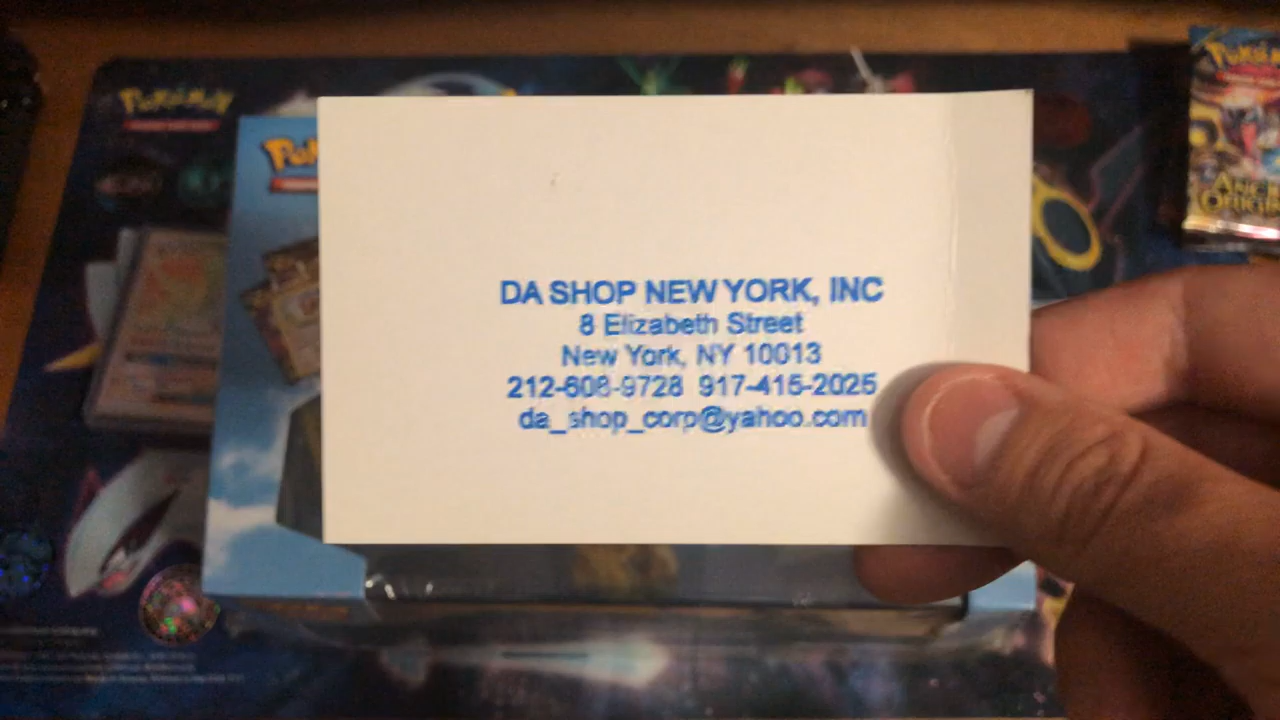 Pokémon
DA SHOP NEW YORK, INC
8 Elizabeth Street
New York, NY 10013
212-608-9728 917-415-2025
da_shop_corp@yahoo.com